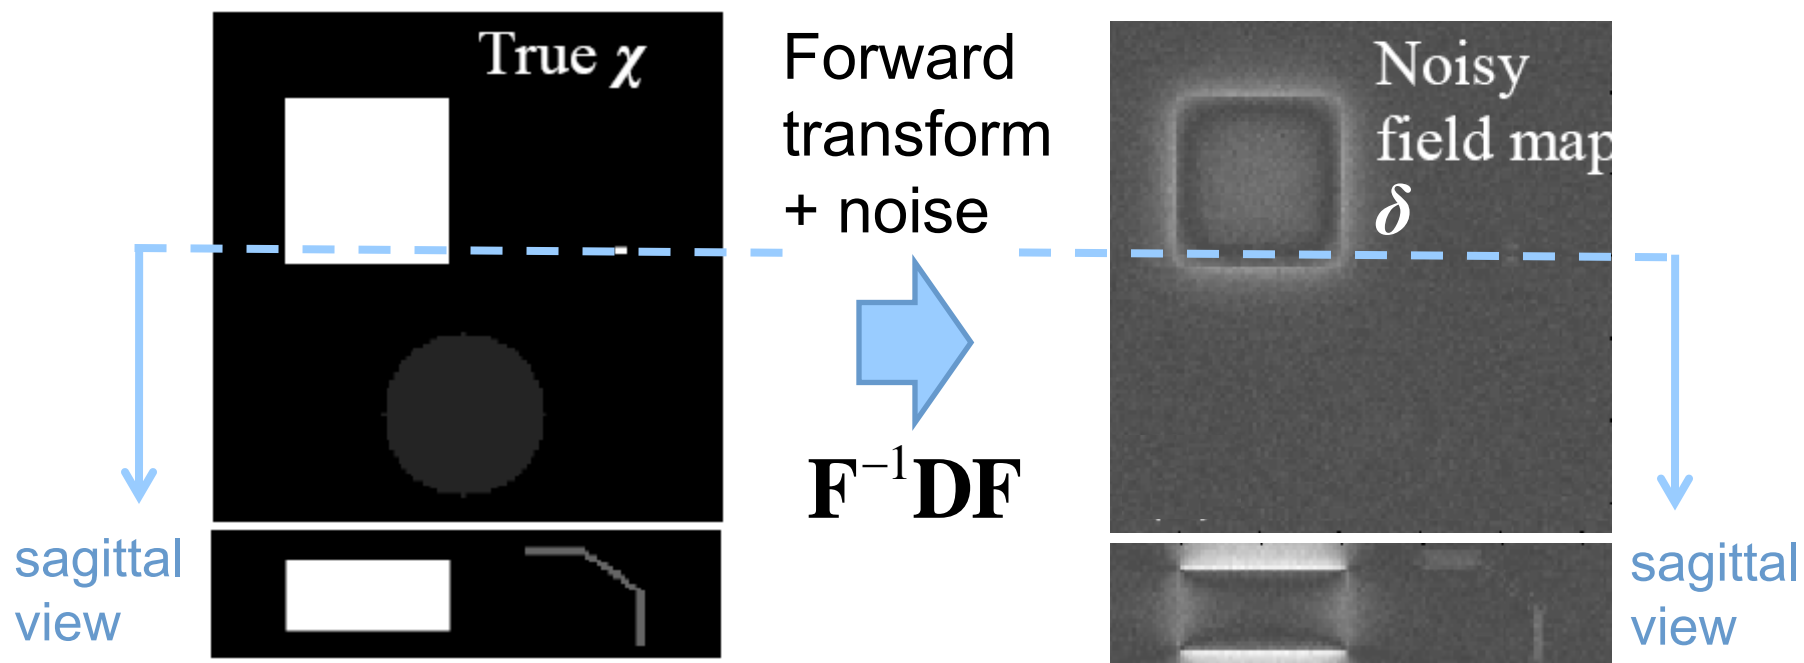 True χ
Forward
transform
+ noise
F⁻¹DF
Noisy
field map
δ
sagittal
view
sagittal
view